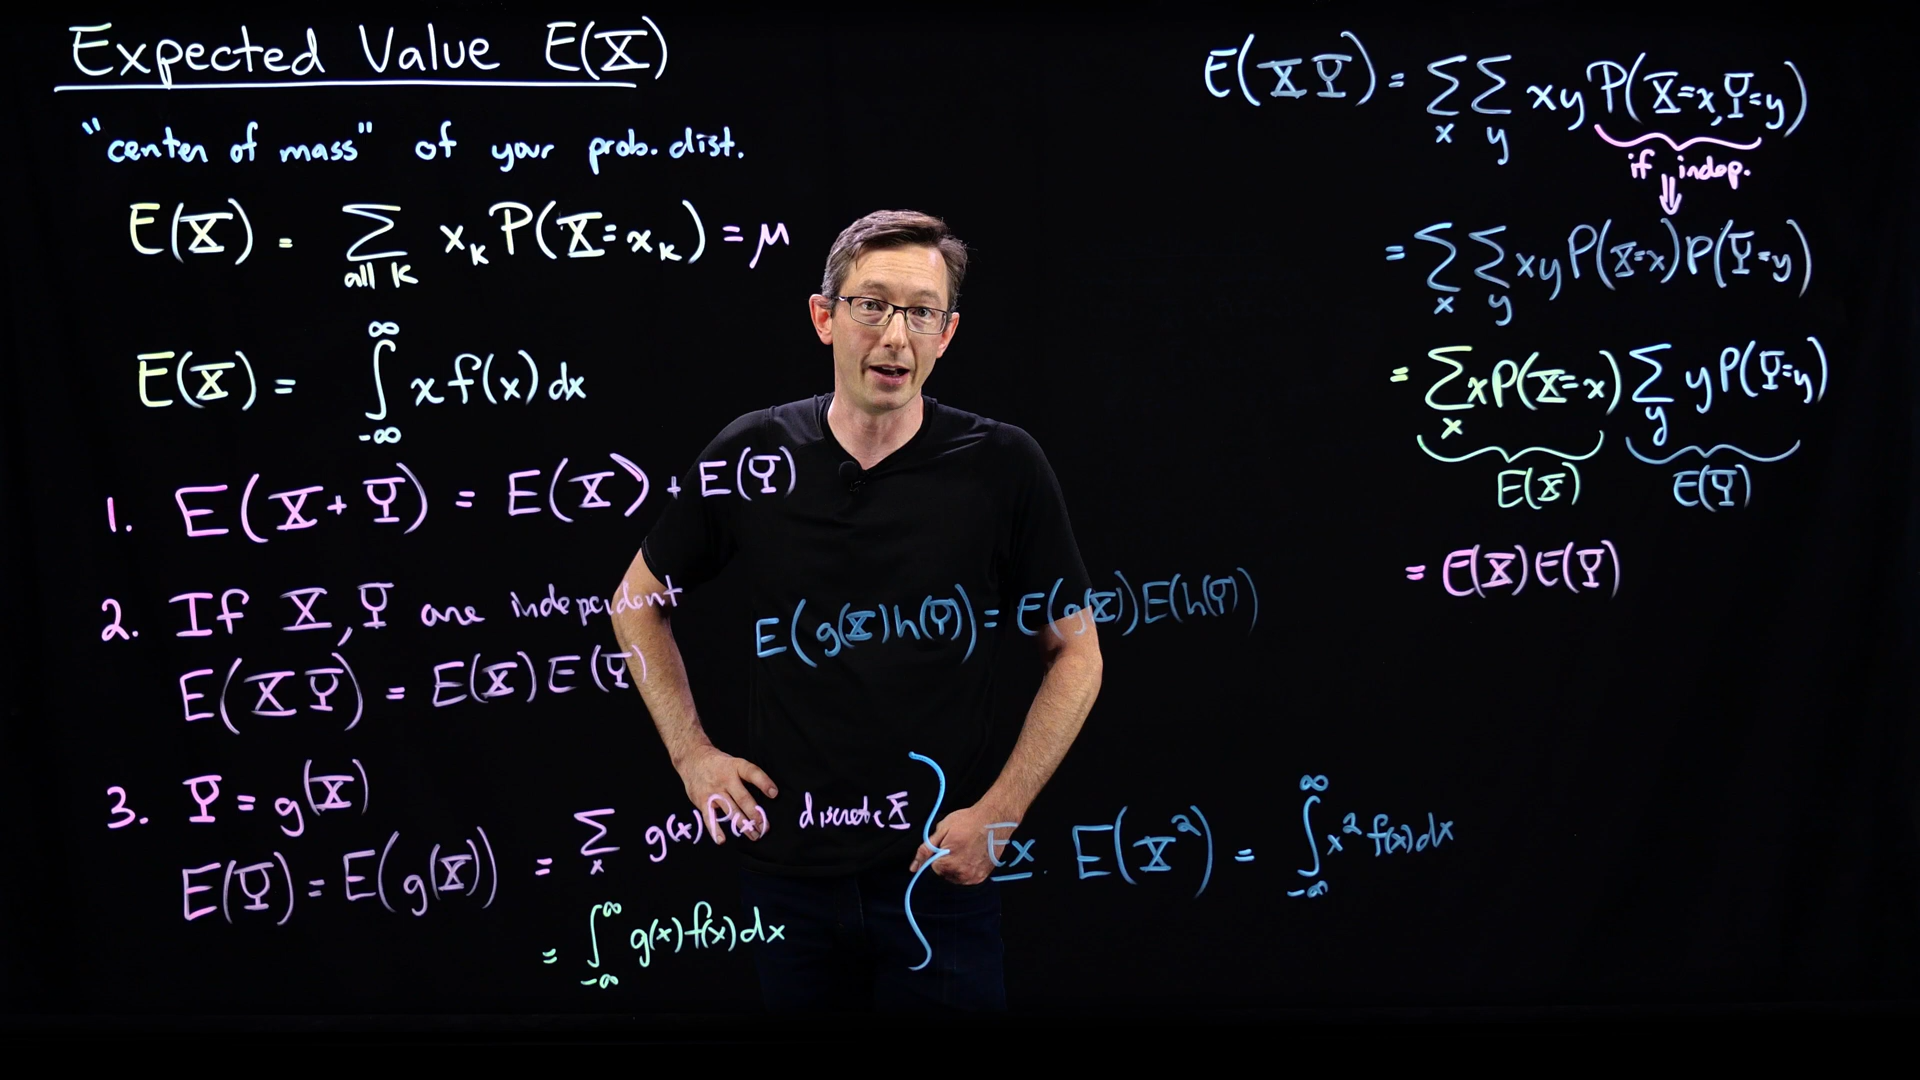 Expected Value E(X)
"center of mass" of your prob. dist.
E(X) = ∑ x_k P(X=x_k) = μ
all k
E(X) = ∫_{-∞}^{∞} x f(x) dx
1. E(X+Y) = E(X) + E(Y)
2. If X, Y are independent
E(XY) = E(X)E(Y)
E(g(X)h(Y)) = E(g(X))E(h(Y))
3. Y = g(X)
E(Y) = E(g(X)) = ∑_x g(x)P(x) discrete X
= ∫_{-∞}^{∞} g(x)f(x)dx
Ex. E(X²) = ∫_{-∞}^{∞} x² f(x)dx
E(XY) = ∑_x ∑_y xy P(X=x, Y=y)
if indep.
⇓
= ∑_x ∑_y xy P(X=x)P(Y=y)
= ∑_x x P(X=x) ∑_y y P(Y=y)
E(X) E(Y)
= E(X)E(Y)